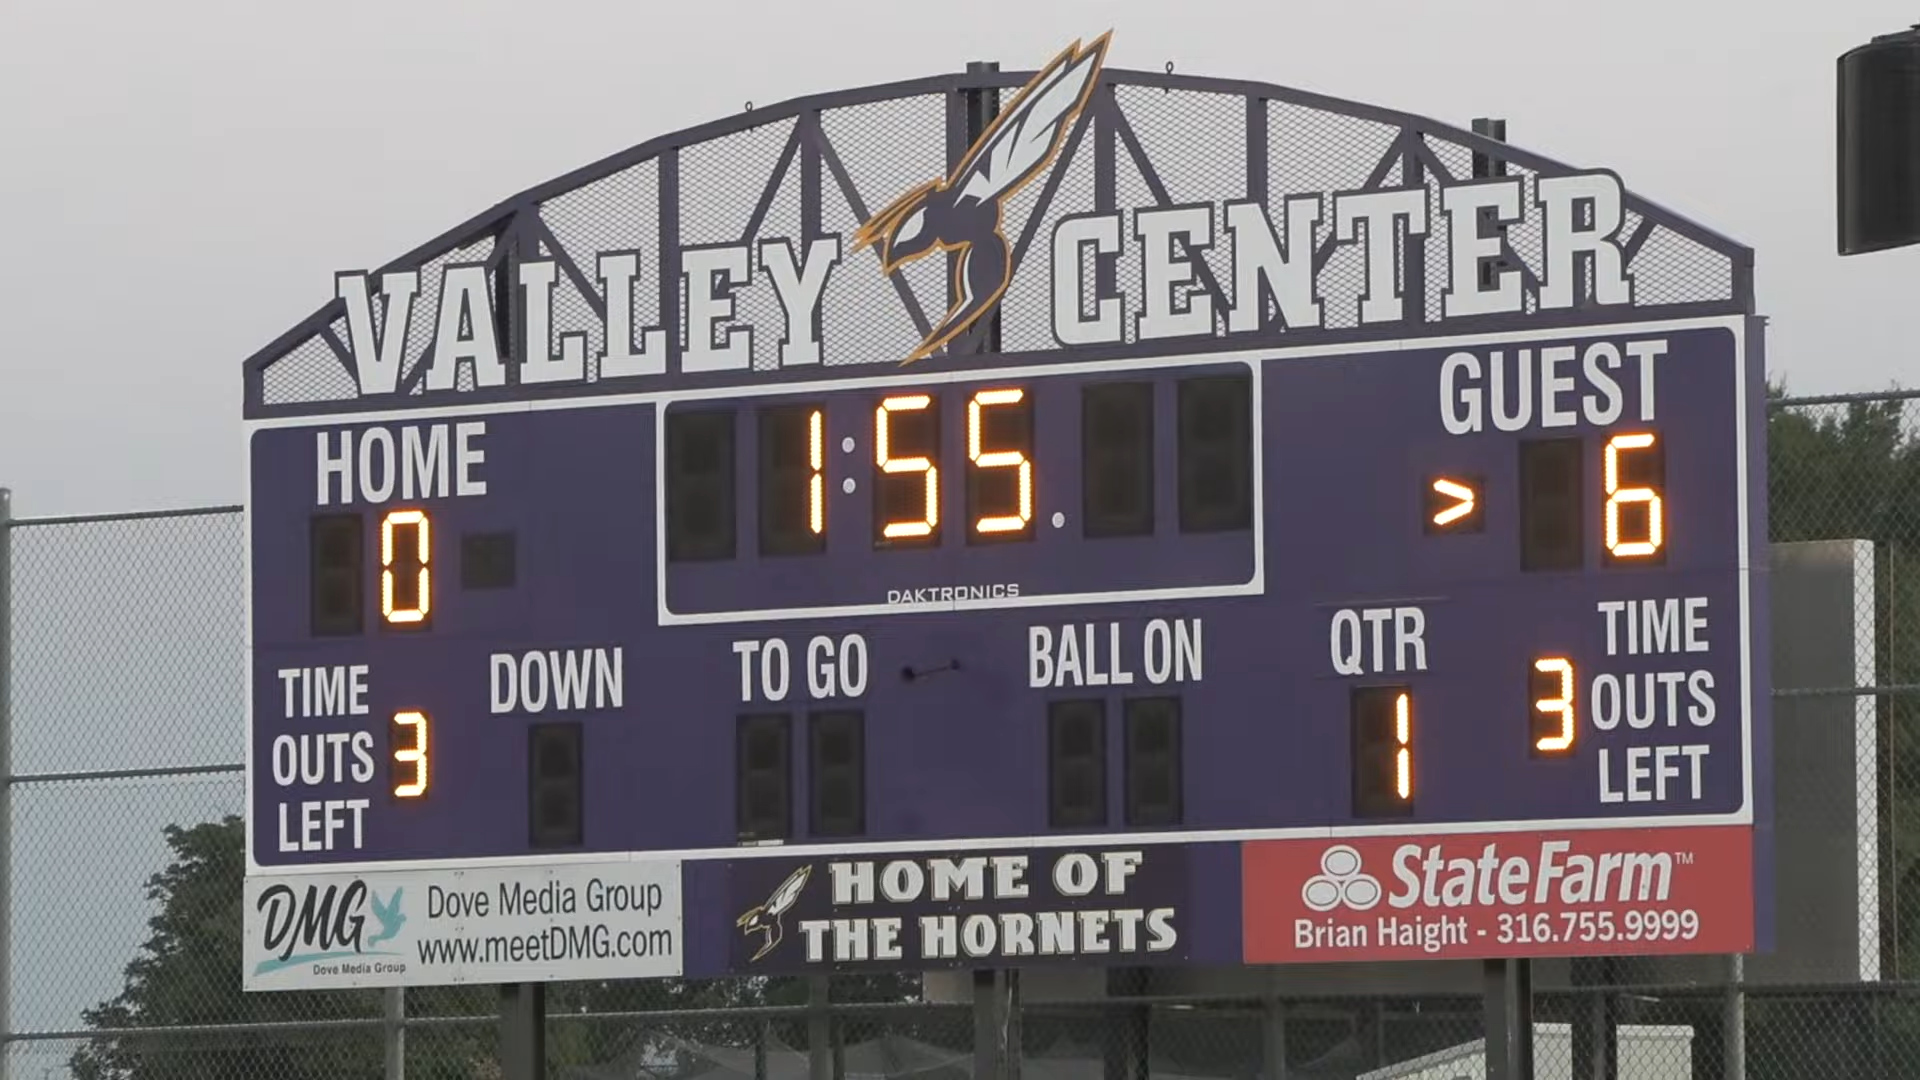 VALLEY CENTER
HOME
1:55.
GUEST
0
> 6
DAKTRONICS
TIME
OUTS
LEFT
3
DOWN
TO GO
BALL ON
QTR
1
3
TIME
OUTS
LEFT
DMG
Dove Media Group
Dove Media Group
www.meetDMG.com
HOME OF
THE HORNETS
StateFarm™
Brian Haight - 316.755.9999